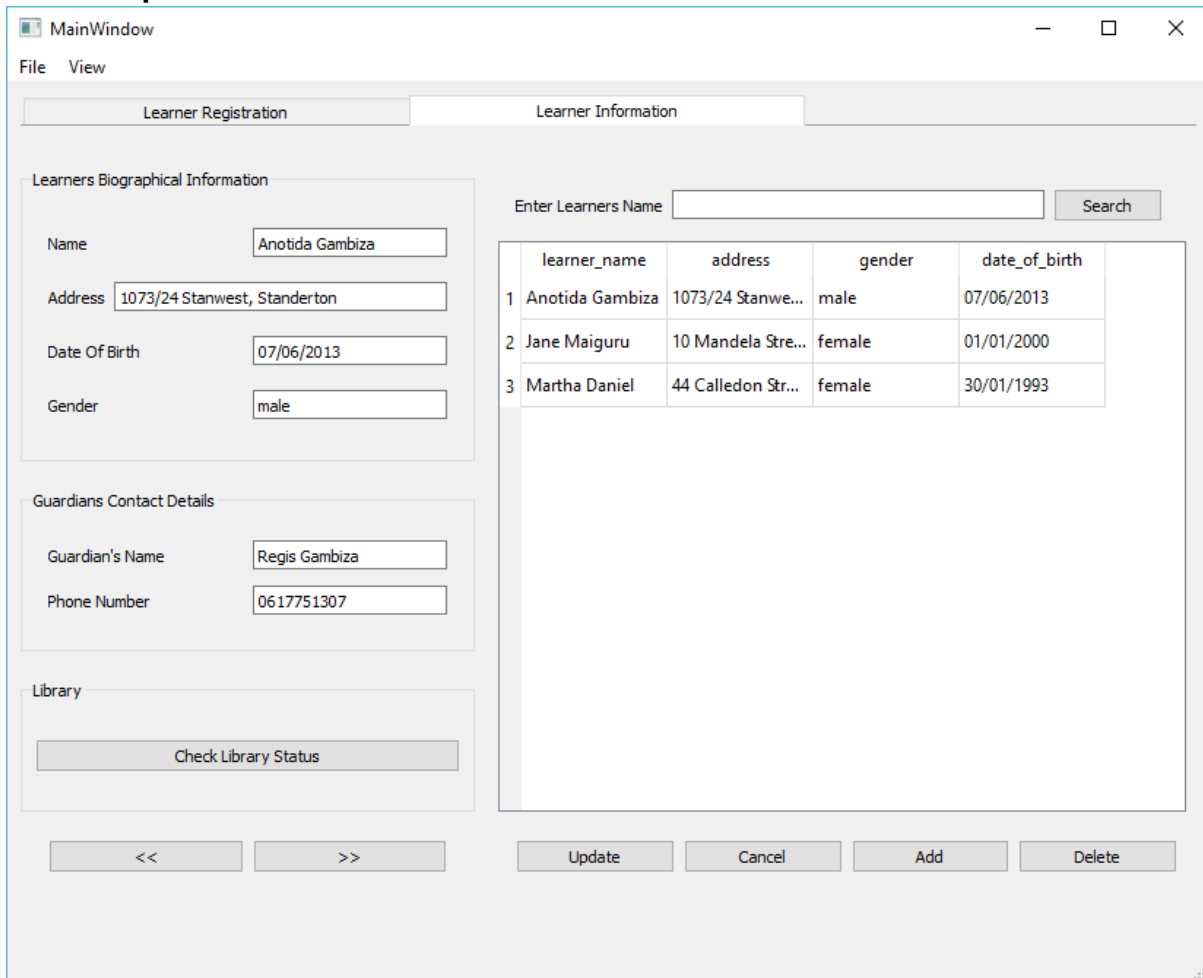 MainWindow
File View
Learner Registration Learner Information
Learners Biographical Information
Name Anotida Gambiza
Address 1073/24 Stanwest, Standerton
Date Of Birth 07/06/2013
Gender male
Guardians Contact Details
Guardian's Name Regis Gambiza
Phone Number 0617751307
Library
Check Library Status
<< >>
Enter Learners Name Search
learner_name address gender date_of_birth
1 Anotida Gambiza 1073/24 Stanwe... male 07/06/2013
2 Jane Maiguru 10 Mandela Stre... female 01/01/2000
3 Martha Daniel 44 Calledon Str... female 30/01/1993
Update Cancel Add Delete